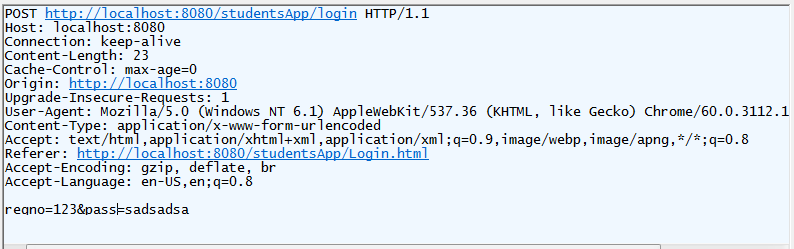 POST http://localhost:8080/studentsApp/login HTTP/1.1
Host: localhost:8080
Connection: keep-alive
Content-Length: 23
Cache-Control: max-age=0
Origin: http://localhost:8080
Upgrade-Insecure-Requests: 1
User-Agent: Mozilla/5.0 (Windows NT 6.1) AppleWebKit/537.36 (KHTML, like Gecko) Chrome/60.0.3112.1
Content-Type: application/x-www-form-urlencoded
Accept: text/html,application/xhtml+xml,application/xml;q=0.9,image/webp,image/apng,*/*;q=0.8
Referer: http://localhost:8080/studentsApp/Login.html
Accept-Encoding: gzip, deflate, br
Accept-Language: en-US,en;q=0.8
regno=123&pass=sadsadsa